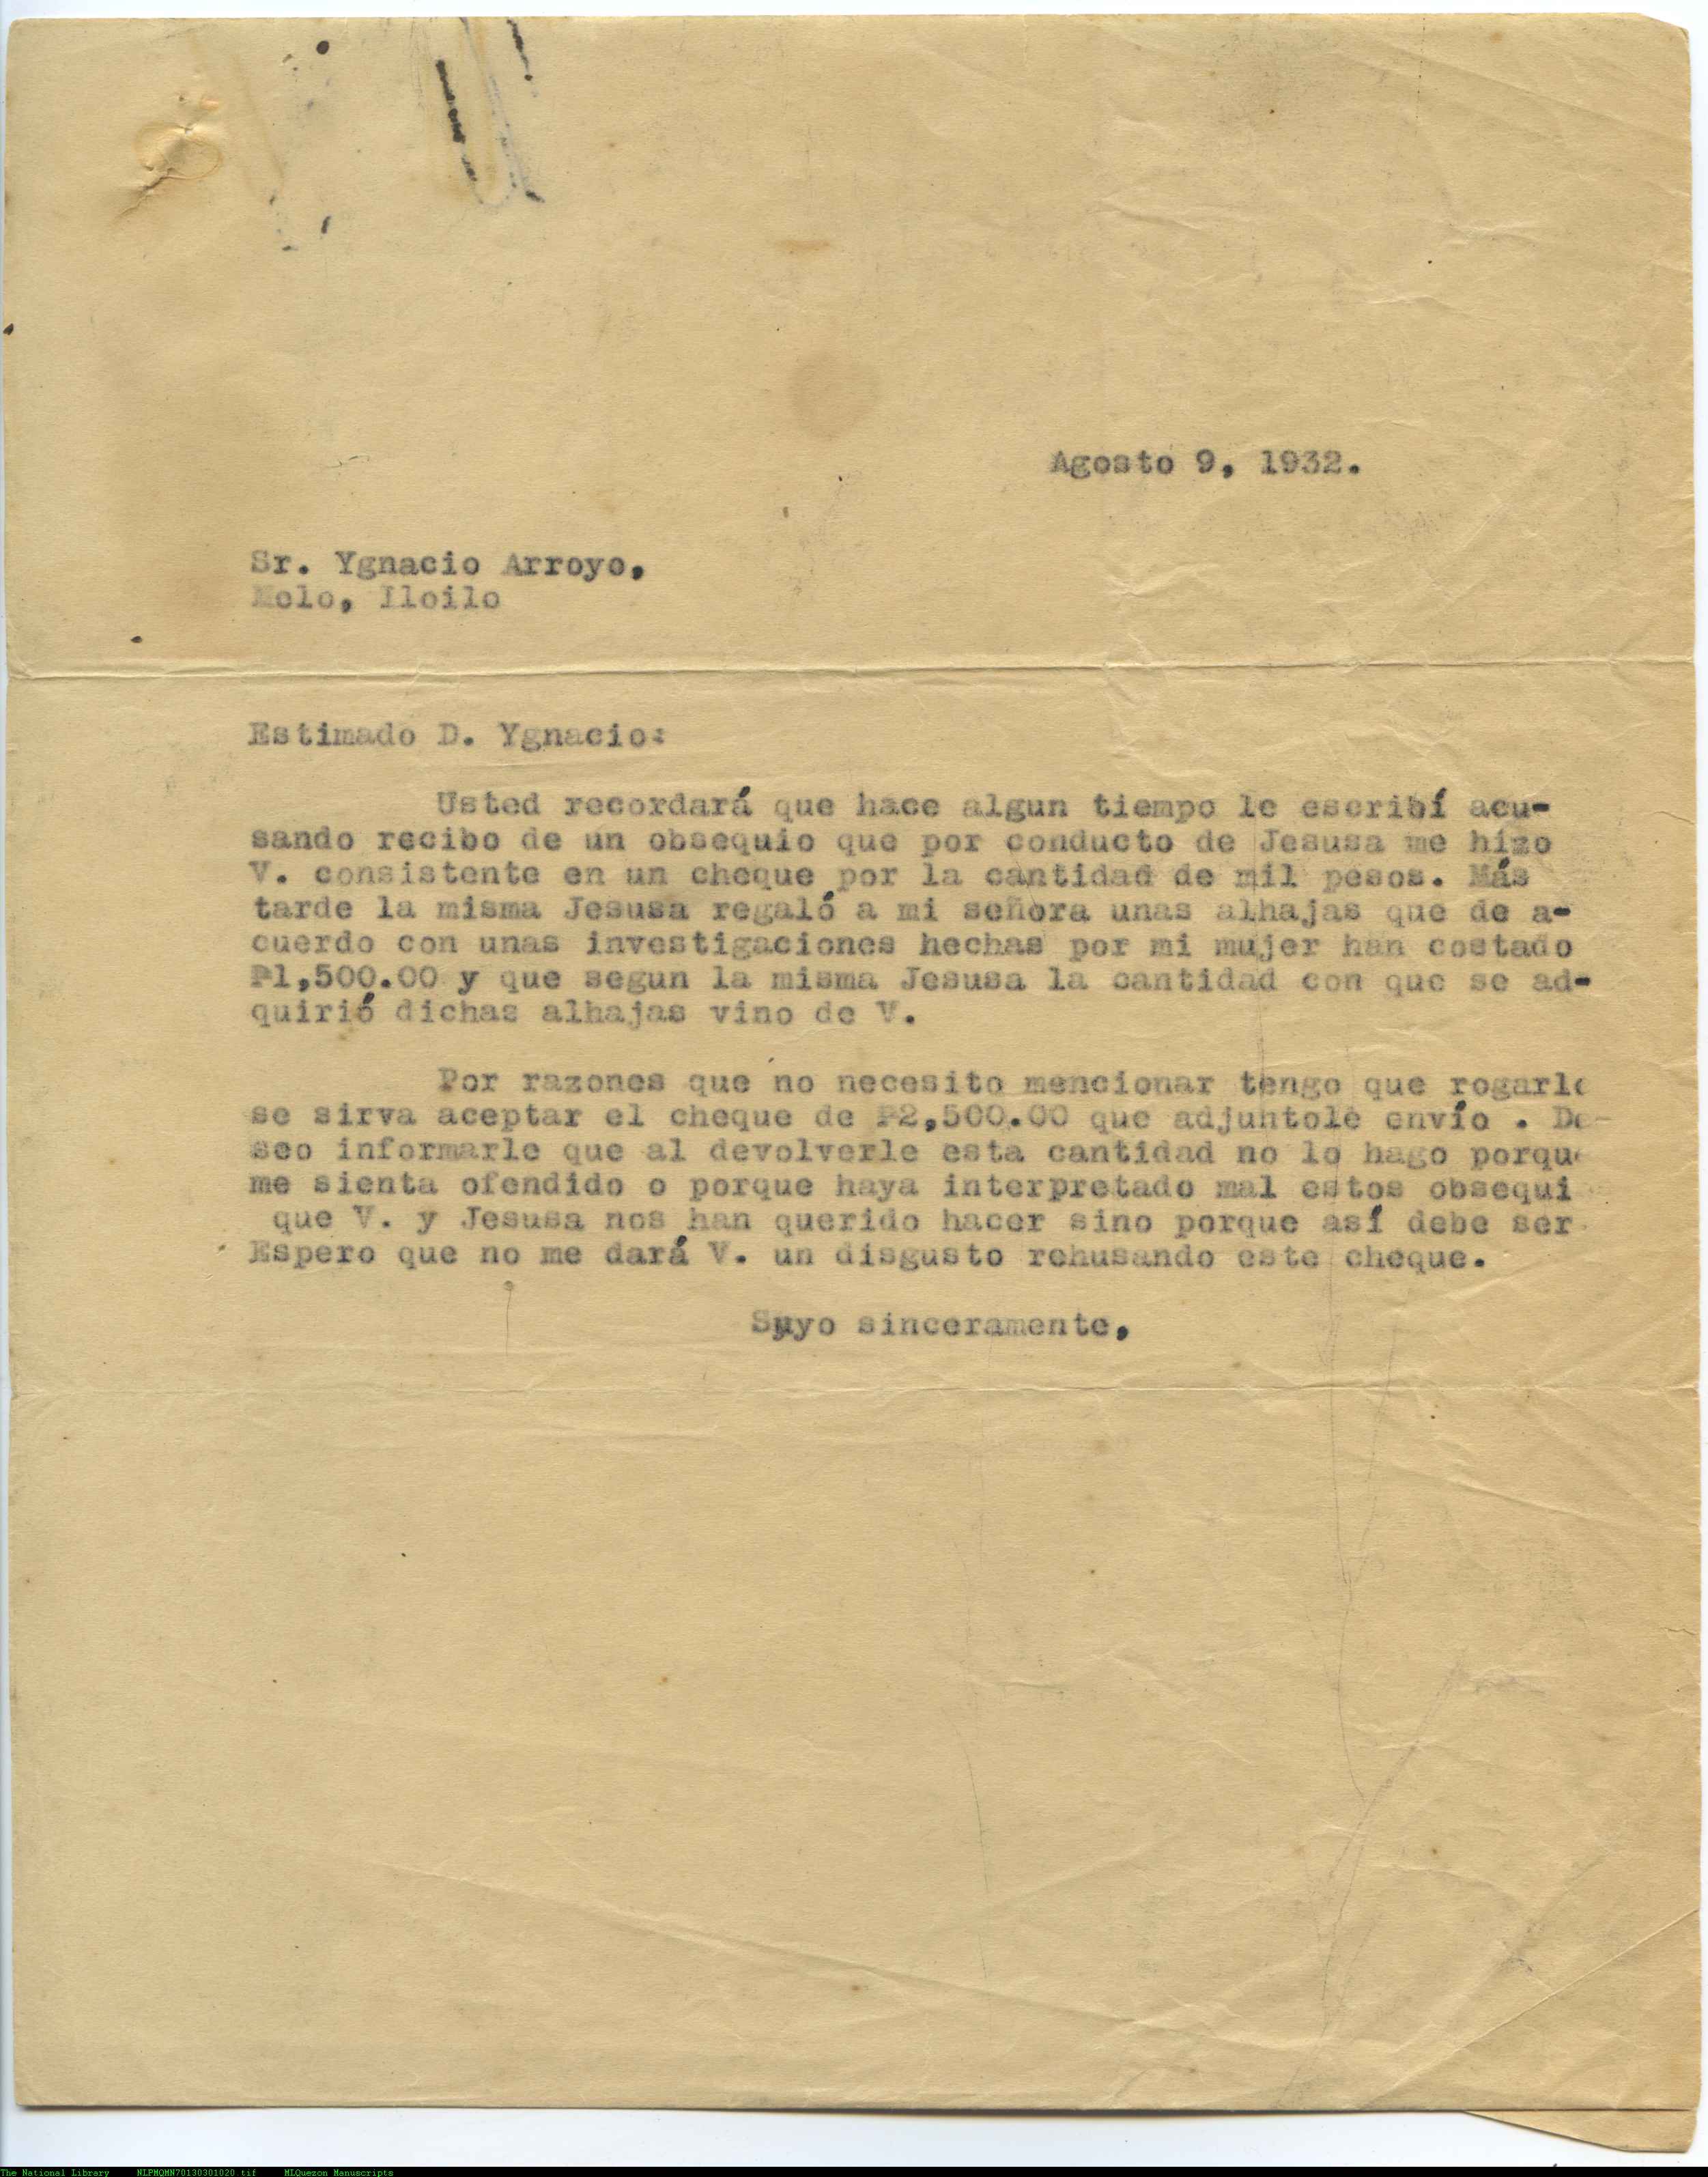 Agosto 9, 1932.
Sr. Ygnacio Arroyo,
Molo, Iloilo
Estimado D. Ygnacio:
Usted recordará que hace algun tiempo le escribí acu-
sando recibo de un obsequio que por conducto de Jesusa me hizo
V. consistente en un cheque por la cantidad de mil pesos. Más
tarde la misma Jesusa regaló a mi señora unas alhajas que de a-
cuerdo con unas investigaciones hechas por mi mujer han costado
₱1,500.00 y que segun la misma Jesusa la cantidad con que se ad-
quirió dichas alhajas vino de V.
Por razones que no necesito mencionar tengo que rogarle
se sirva aceptar el cheque de ₱2,500.00 que adjuntole envío . De-
seo informarle que al devolverle esta cantidad no lo hago porque
me sienta ofendido o porque haya interpretado mal estos obsequi
que V. y Jesusa nos han querido hacer sino porque así debe ser.
Espero que no me dará V. un disgusto rehusando este cheque.
Suyo sinceramente,
The National Library NLPMQMN70130301020.tif MLQuezon Manuscripts